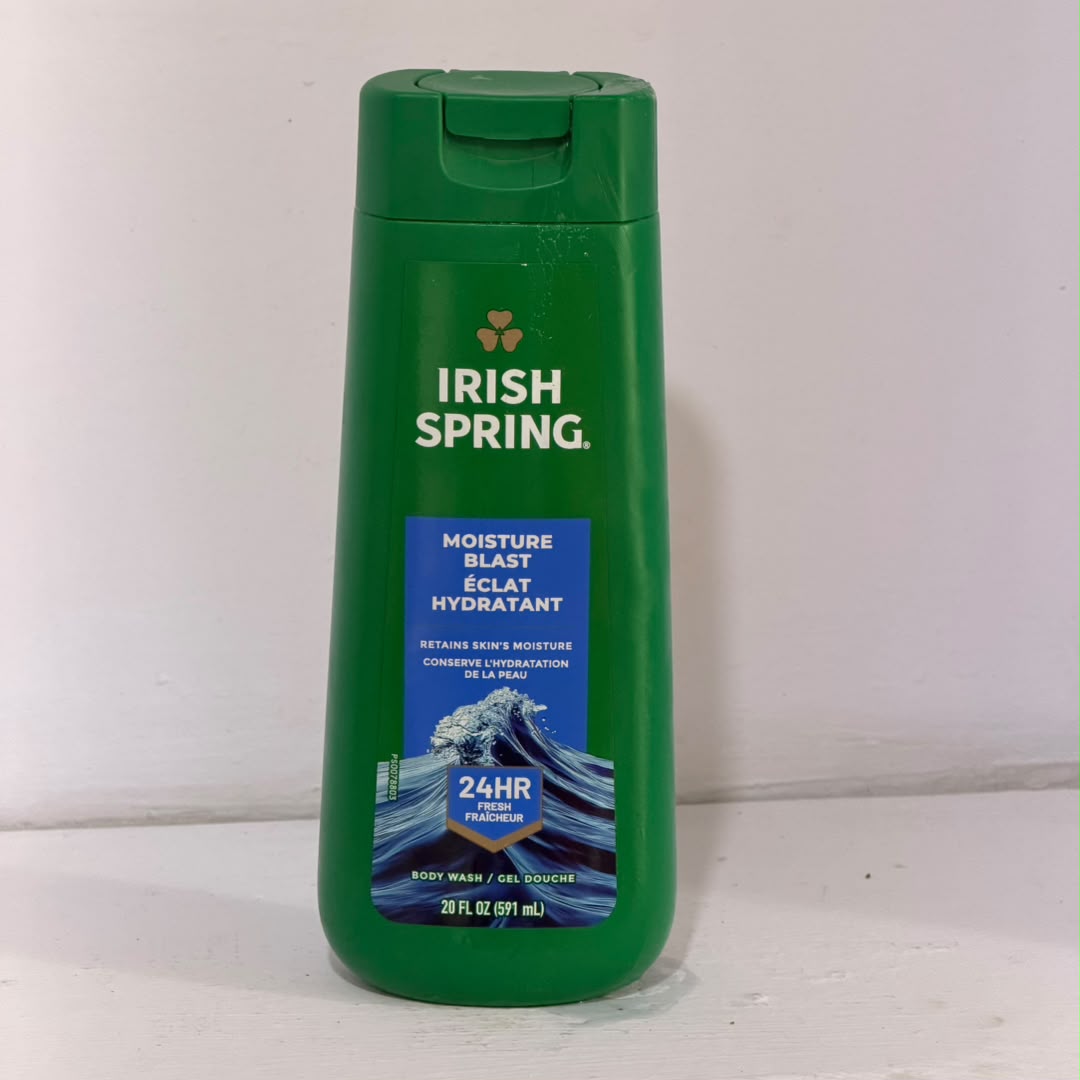 IRISH
SPRING®
MOISTURE
BLAST
ÉCLAT
HYDRATANT
RETAINS SKIN'S MOISTURE
CONSERVE L'HYDRATATION
DE LA PEAU
P50078803
24HR
FRESH
FRAÎCHEUR
BODY WASH / GEL DOUCHE
20 FL OZ (591 mL)